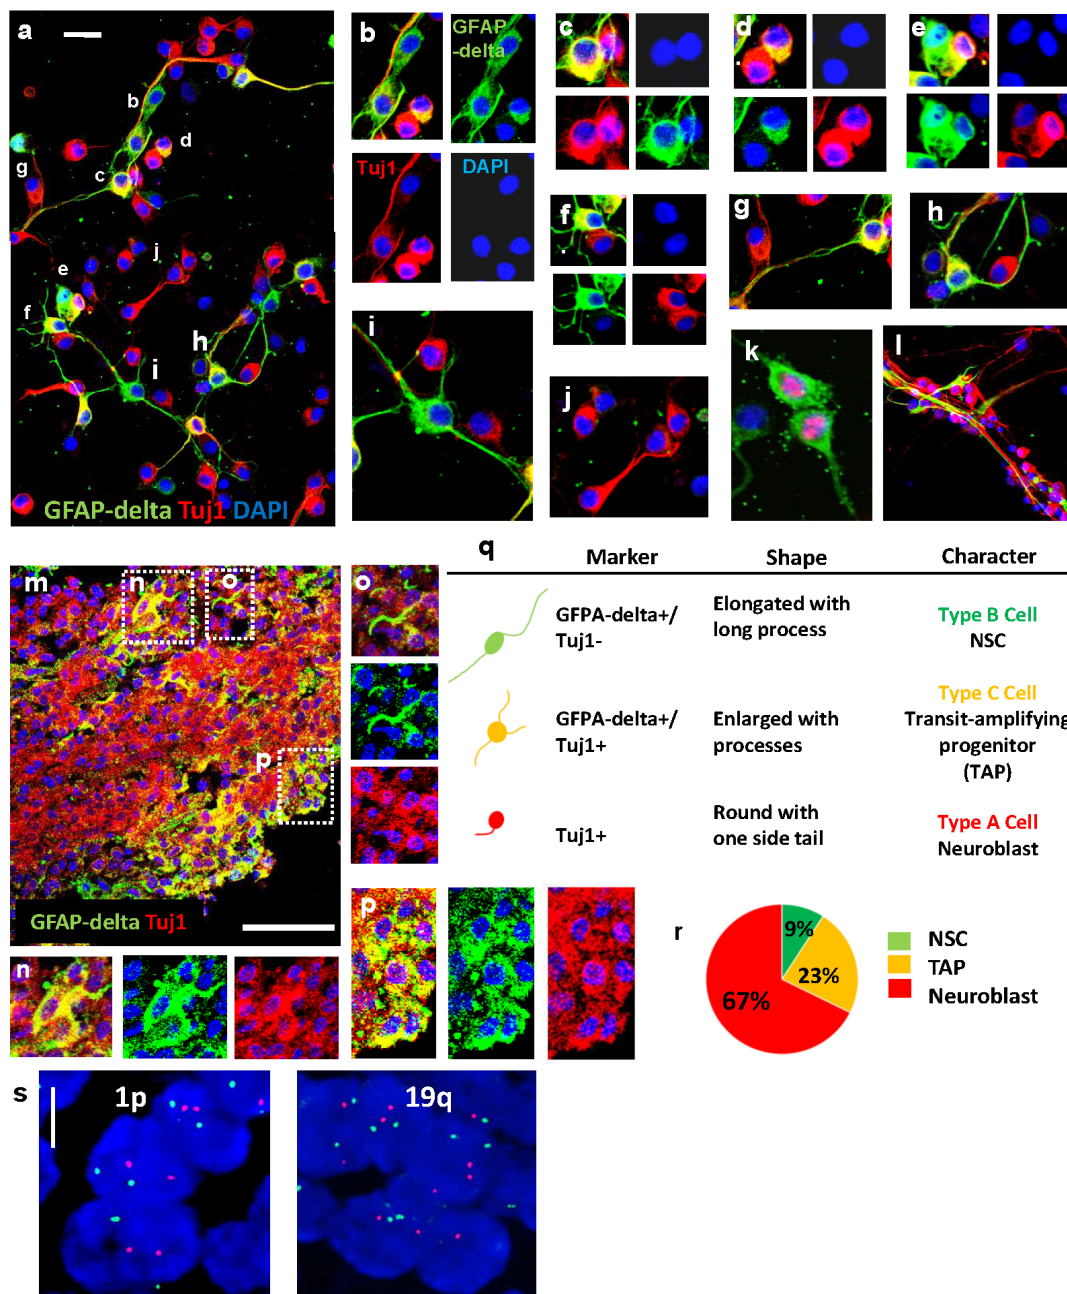 a
b
d
g
c
e
j
f
h
i
GFAP-delta Tuj1 DAPI
b
GFAP
-delta
Tuj1
DAPI
c
d
e
f
g
h
i
j
k
l
m
n
o
p
GFAP-delta Tuj1
o
n
p
q
Marker Shape Character
GFPA-delta+/
Tuj1-
Elongated with
long process
Type B Cell
NSC
GFPA-delta+/
Tuj1+
Enlarged with
processes
Type C Cell
Transit-amplifying
progenitor
(TAP)
Tuj1+
Round with
one side tail
Type A Cell
Neuroblast
r
9%
23%
67%
NSC
TAP
Neuroblast
s
1p
19q